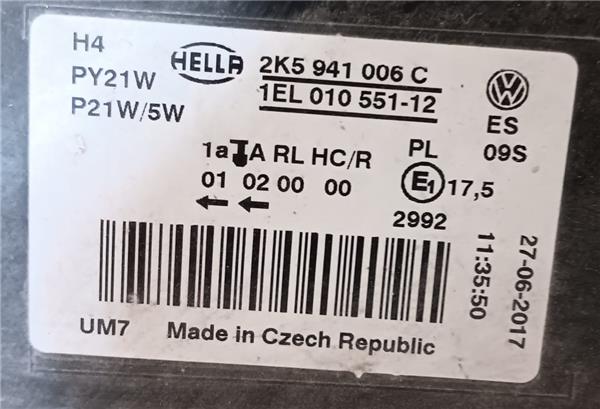 H4
PY21W
P21W/5W
HELLA
2K5 941 006 C
1EL 010 551-12
VW
ES
09S
1a A RL HC/R
01 02 00 00
PL
E1 17,5
2992
27-06-2017
11:35:50
UM7 Made in Czech Republic